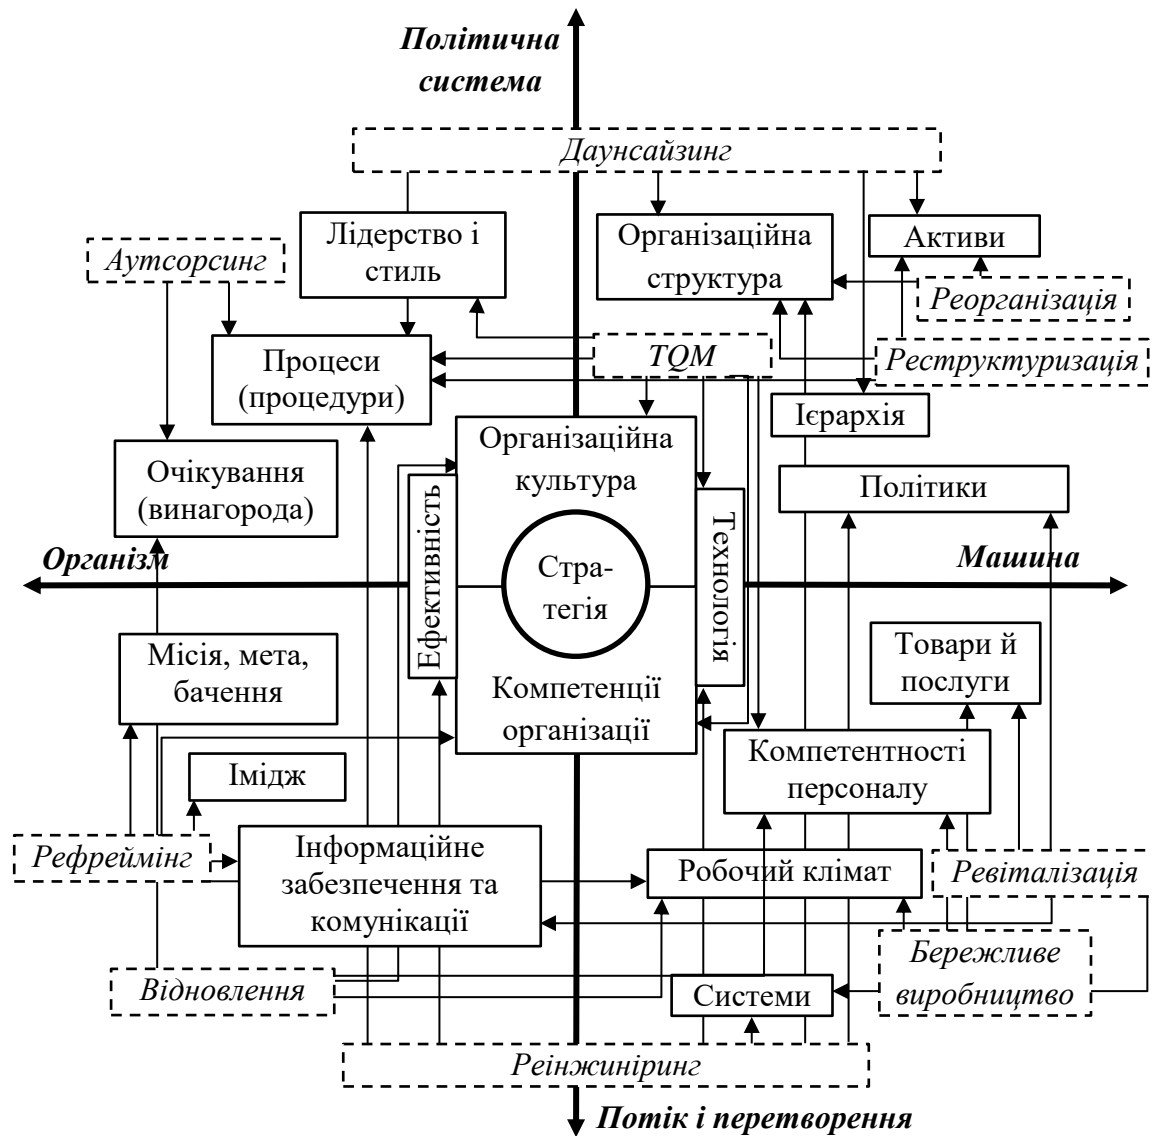 Політична
система
Даунсайзинг
Лідерство і
стиль
Організаційна
структура
Активи
Аутсорсинг
Реорганізація
Процеси
(процедури)
TQM
Реструктуризація
Ієрархія
Організаційна
культура
Очікування
(винагорода)
Політики
Ефективність
Технологія
Організм
Машина
Стра-
тегія
Місія, мета,
бачення
Товари й
послуги
Компетенції
організації
Імідж
Компетентності
персоналу
Рефреймінг
Інформаційне
забезпечення та
комунікації
Робочий клімат
Ревіталізація
Бережливе
виробництво
Відновлення
Системи
Реінжиніринг
Потік і перетворення